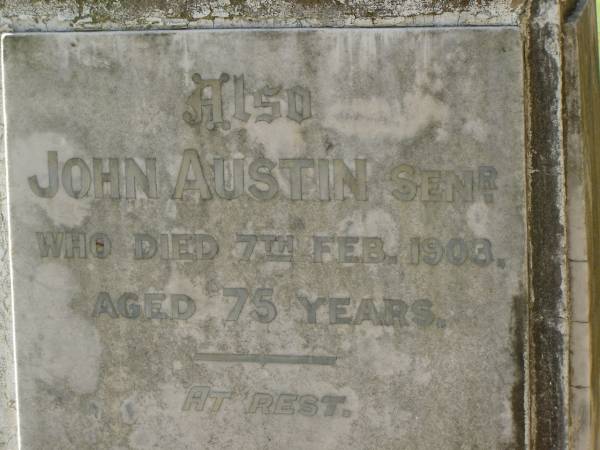 Also
JOHN AUSTIN SENR.
WHO DIED 7TH FEB. 1903.
AGED 75 YEARS.
AT REST.